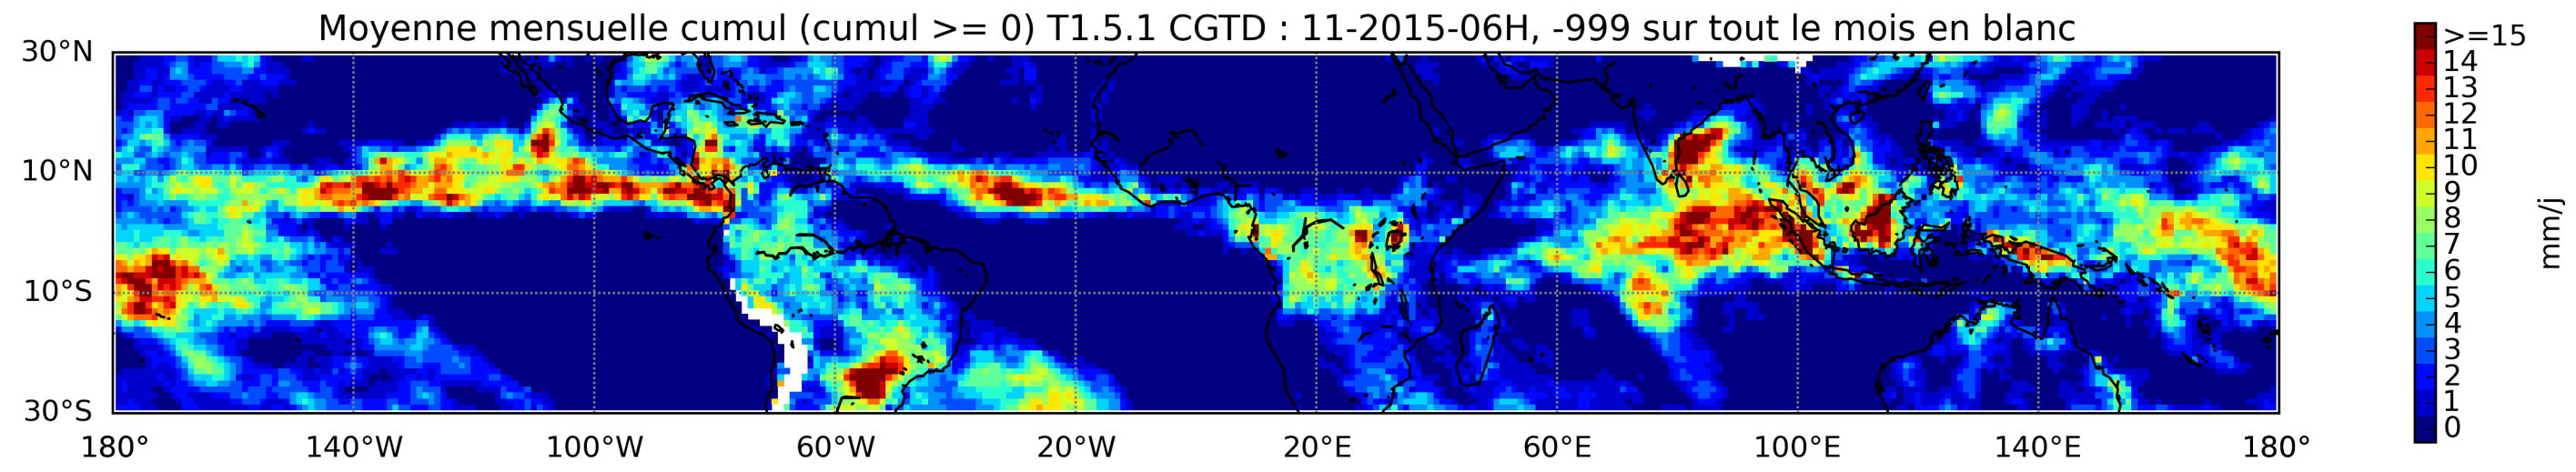 Moyenne mensuelle cumul (cumul >= 0) T1.5.1 CGTD : 11-2015-06H, -999 sur tout le mois en blanc
30°N
10°N
10°S
30°S
180° 140°W 100°W 60°W 20°W 20°E 60°E 100°E 140°E 180°
>=15
14
13
12
11
10
9
8
7
6
5
4
3
2
1
0
mm/j